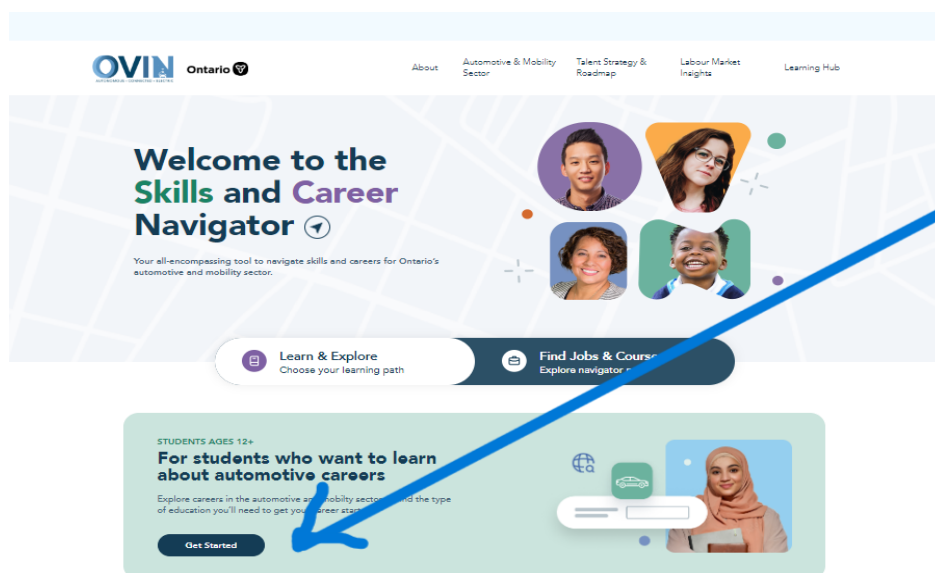 OVIN
Ontario
About
Automotive & Mobility
Sector
Talent Strategy &
Roadmap
Labour Market
Insights
Learning Hub
Welcome to the
Skills and Career
Navigator
Your all-encompassing tool to navigate skills and careers for Ontario's
automotive and mobility sector.
Learn & Explore
Choose your learning path
Find Jobs & Cours
Explore navigator
STUDENTS AGES 12+
For students who want to learn
about automotive careers
Explore careers in the automotive and mobilty sector and the type
of education you'll need to get your career star
Get Started